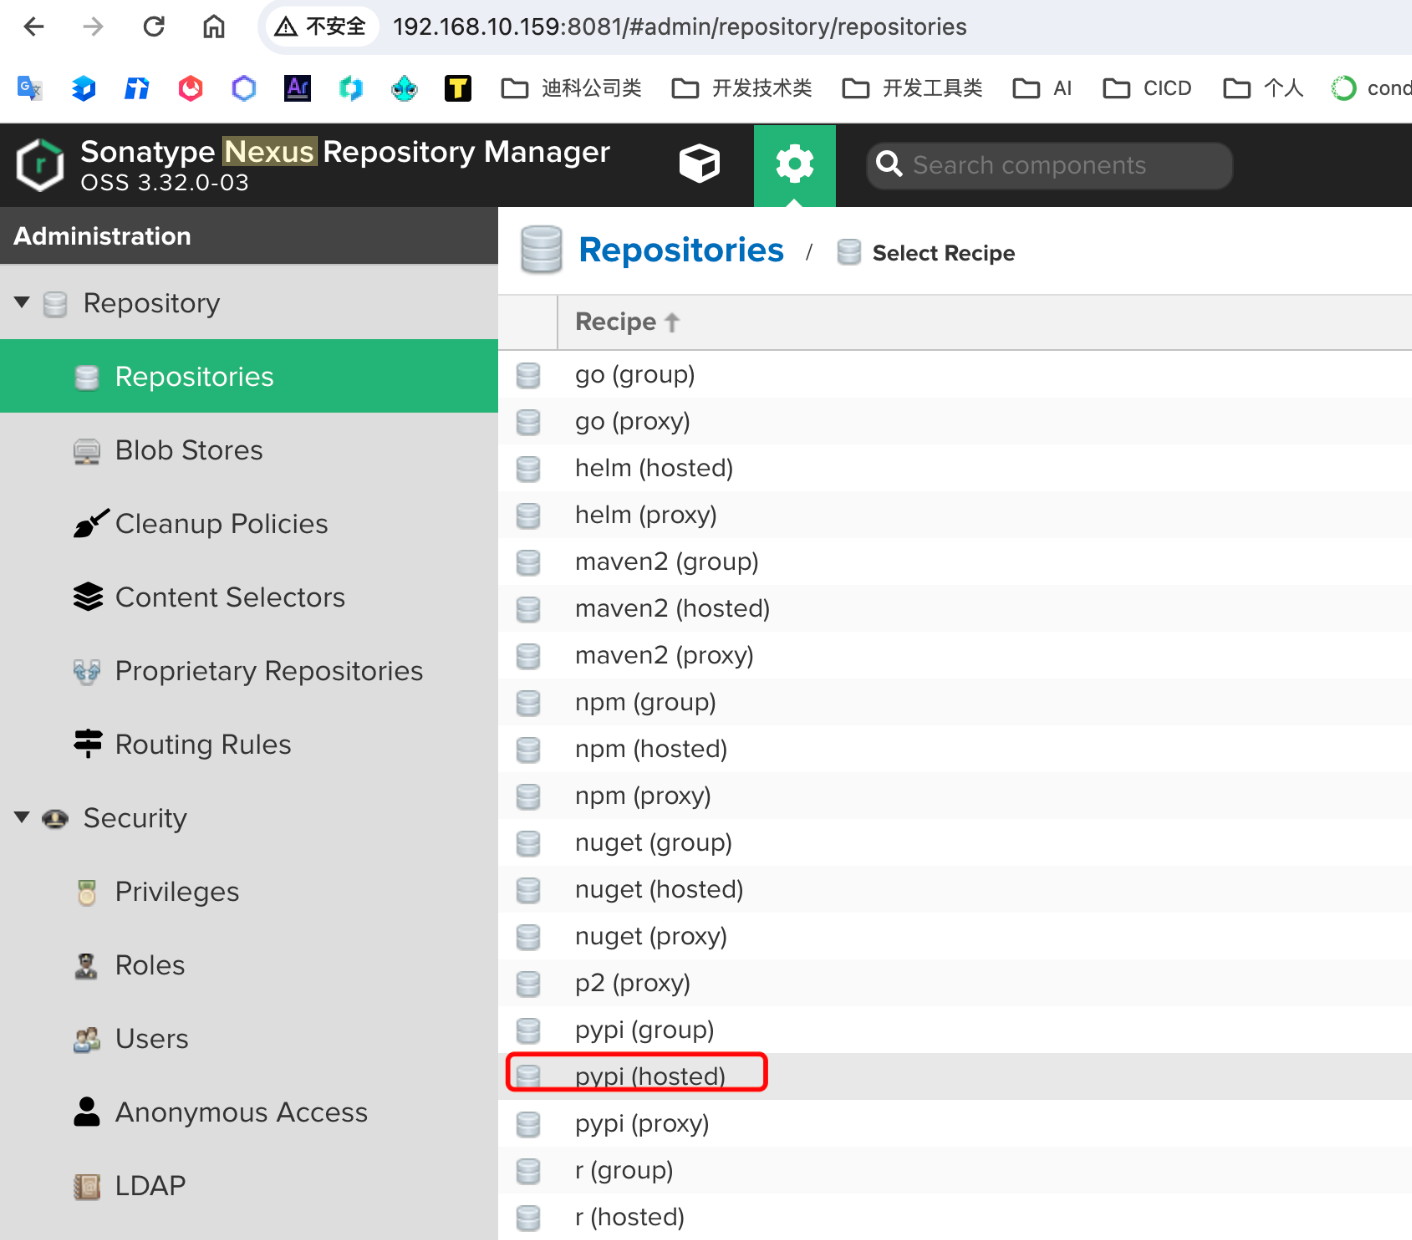 不安全 192.168.10.159:8081/#admin/repository/repositories
迪科公司类 开发技术类 开发工具类 AI CICD 个人 cond
Sonatype Nexus Repository Manager
OSS 3.32.0-03
Search components
Administration
Repository
Repositories
Blob Stores
Cleanup Policies
Content Selectors
Proprietary Repositories
Routing Rules
Security
Privileges
Roles
Users
Anonymous Access
LDAP
Repositories / Select Recipe
Recipe
go (group)
go (proxy)
helm (hosted)
helm (proxy)
maven2 (group)
maven2 (hosted)
maven2 (proxy)
npm (group)
npm (hosted)
npm (proxy)
nuget (group)
nuget (hosted)
nuget (proxy)
p2 (proxy)
pypi (group)
pypi (hosted)
pypi (proxy)
r (group)
r (hosted)